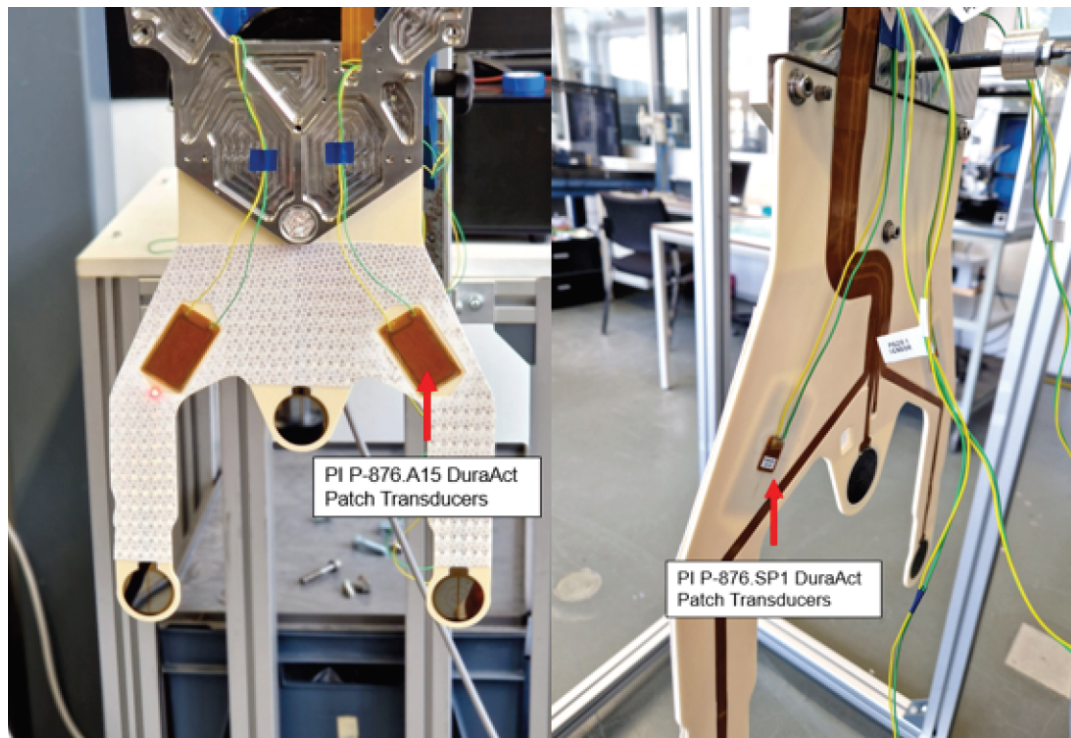 PI P-876.A15 DuraAct
Patch Transducers
PI P-876.SP1 DuraAct
Patch Transducers